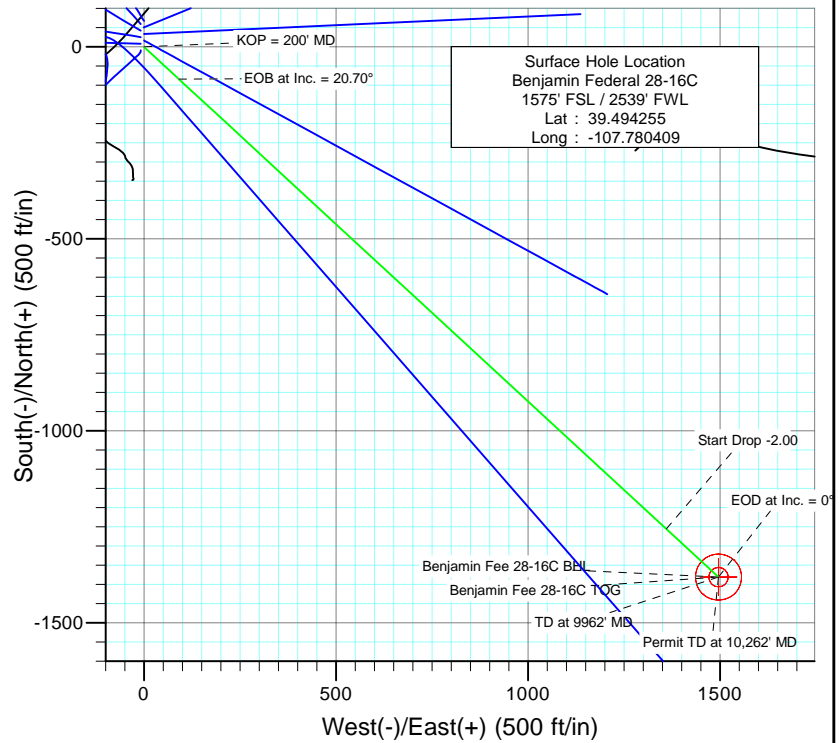 0
KOP = 200' MD
EOB at Inc. = 20.70°
Surface Hole Location
Benjamin Federal 28-16C
1575' FSL / 2539' FWL
Lat : 39.494255
Long : -107.780409
South(-)/North(+) (500 ft/in)
-500
-1000
Start Drop -2.00
EOD at Inc. = 0°
Benjamin Fee 28-16C BHL
Benjamin Fee 28-16C TOG
-1500
TD at 9962' MD
Permit TD at 10,262' MD
0
500
1000
1500
West(-)/East(+) (500 ft/in)